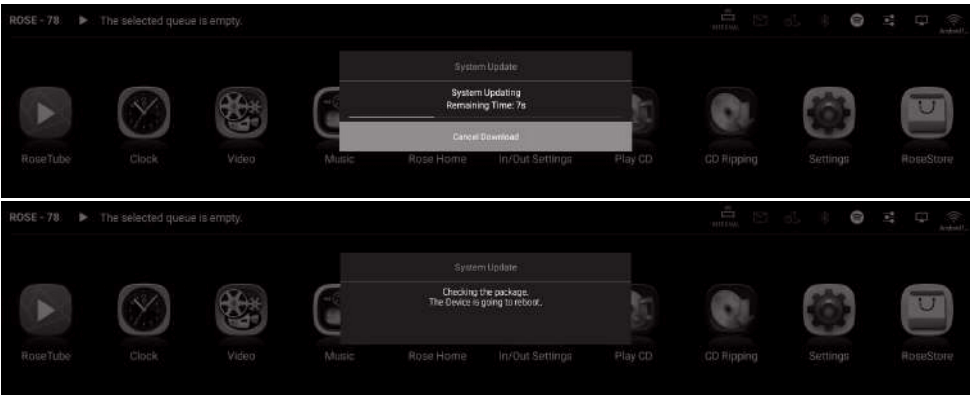 ROSE - 78 The selected queue is empty.
System Update
System Updating
Remaining Time: 7s
Cancel Download
RoseTube Clock Video Music Rose Home In/Out Settings Play CD CD Ripping Settings RoseStore
ROSE - 78 The selected queue is empty.
System Update
Checking the package.
The Device is going to reboot.
RoseTube Clock Video Music Rose Home In/Out Settings Play CD CD Ripping Settings RoseStore